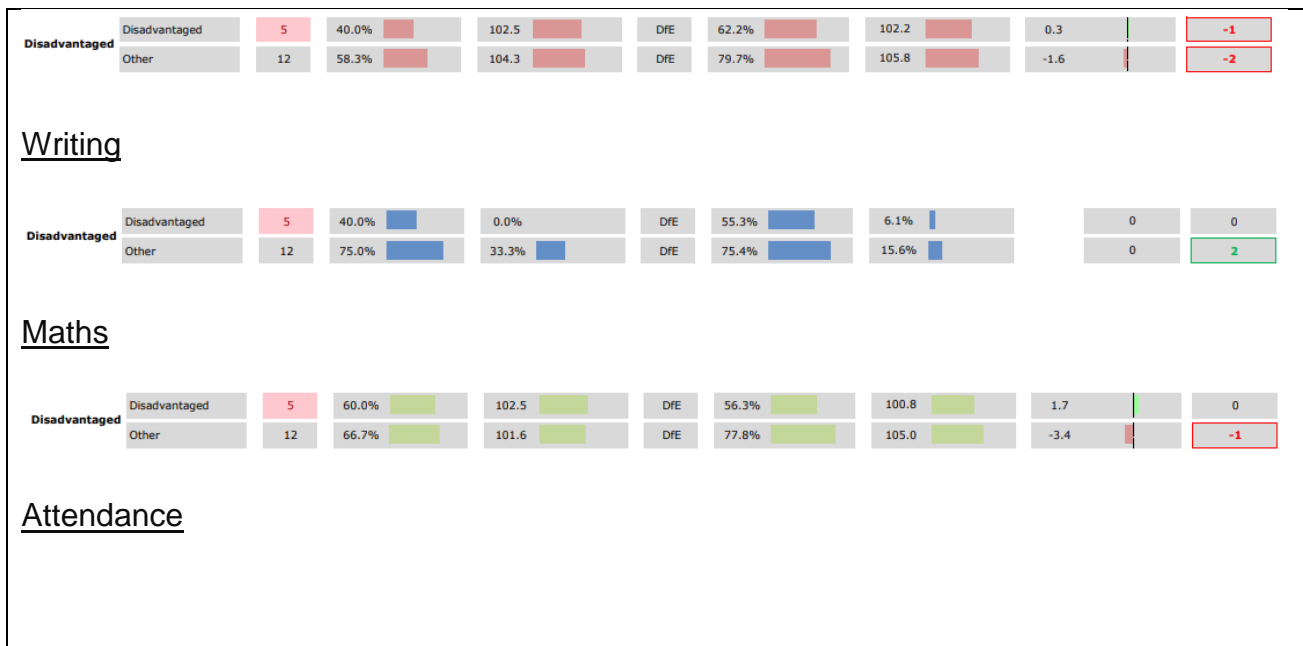 Disadvantaged 5 40.0% 102.5 DfE 62.2% 102.2 0.3 -1
Disadvantaged
Other 12 58.3% 104.3 DfE 79.7% 105.8 -1.6 -2
Writing
Disadvantaged 5 40.0% 0.0% DfE 55.3% 6.1% 0 0
Disadvantaged
Other 12 75.0% 33.3% DfE 75.4% 15.6% 0 2
Maths
Disadvantaged 5 60.0% 102.5 DfE 56.3% 100.8 1.7 0
Disadvantaged
Other 12 66.7% 101.6 DfE 77.8% 105.0 -3.4 -1
Attendance